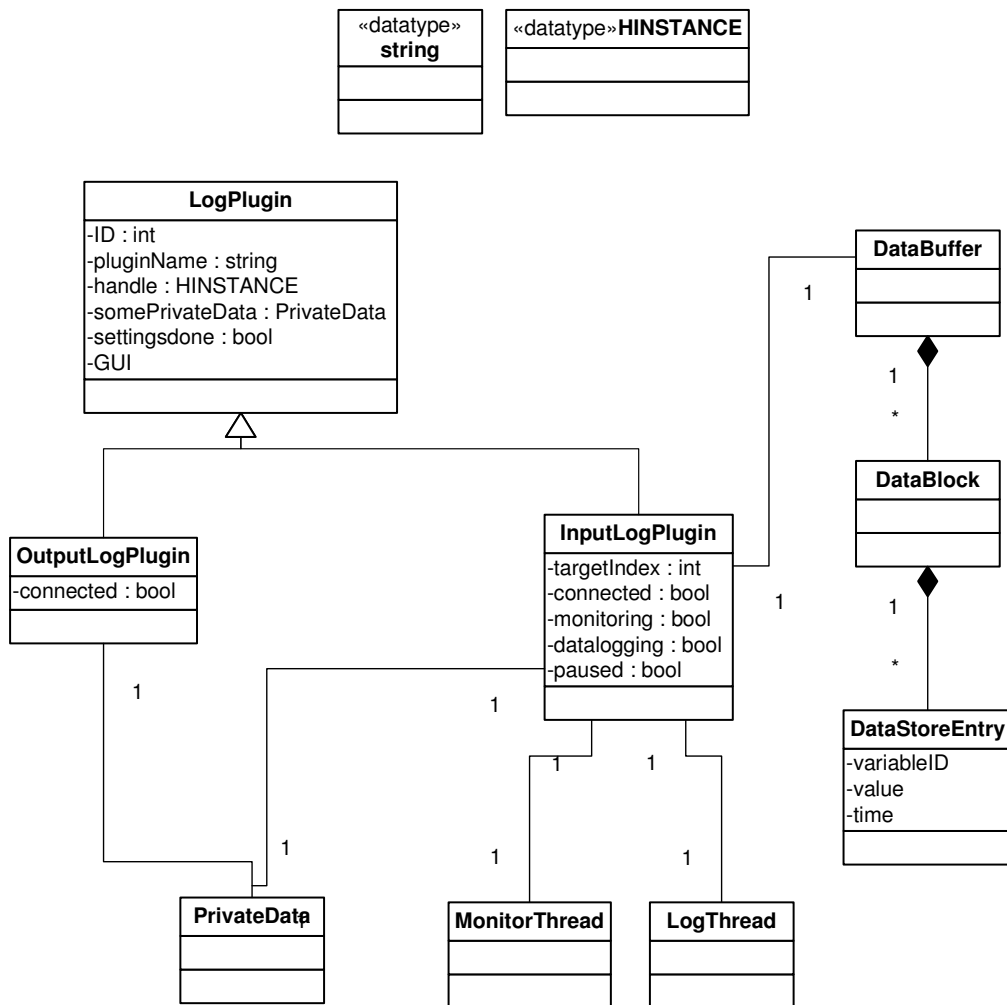 «datatype»
string
«datatype»HINSTANCE
LogPlugin
-ID : int
-pluginName : string
-handle : HINSTANCE
-somePrivateData : PrivateData
-settingsdone : bool
-GUI
DataBuffer
1
1
*
DataBlock
OutputLogPlugin
-connected : bool
InputLogPlugin
-targetIndex : int
-connected : bool
-monitoring : bool
-datalogging : bool
-paused : bool
1
1
*
1
1
DataStoreEntry
-variableID
-value
-time
1
1
1
1
1
PrivateData
1
MonitorThread
LogThread